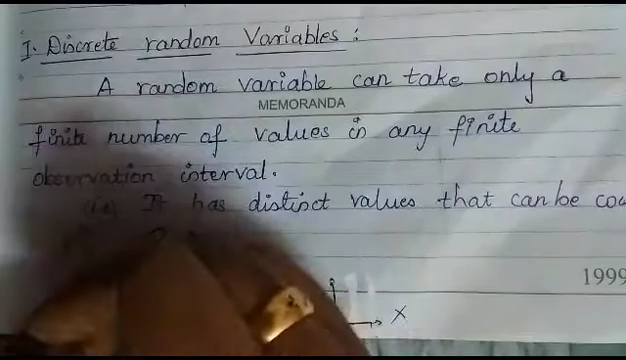 I. Discrete random Variables :
A random variable can take only a
MEMORANDA
finite number of values in any finite
observation interval.
(ie) It has distinct values that can be
1999
X